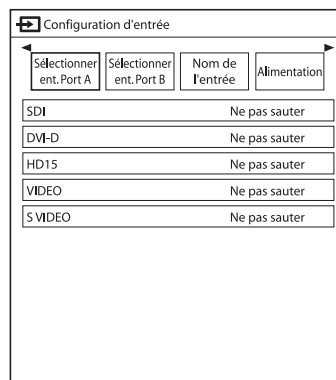 Configuration d'entrée
Sélectionner ent. Port A
Sélectionner ent. Port B
Nom de l'entrée
Alimentation
SDI Ne pas sauter
DVI-D Ne pas sauter
HD15 Ne pas sauter
VIDEO Ne pas sauter
S VIDEO Ne pas sauter